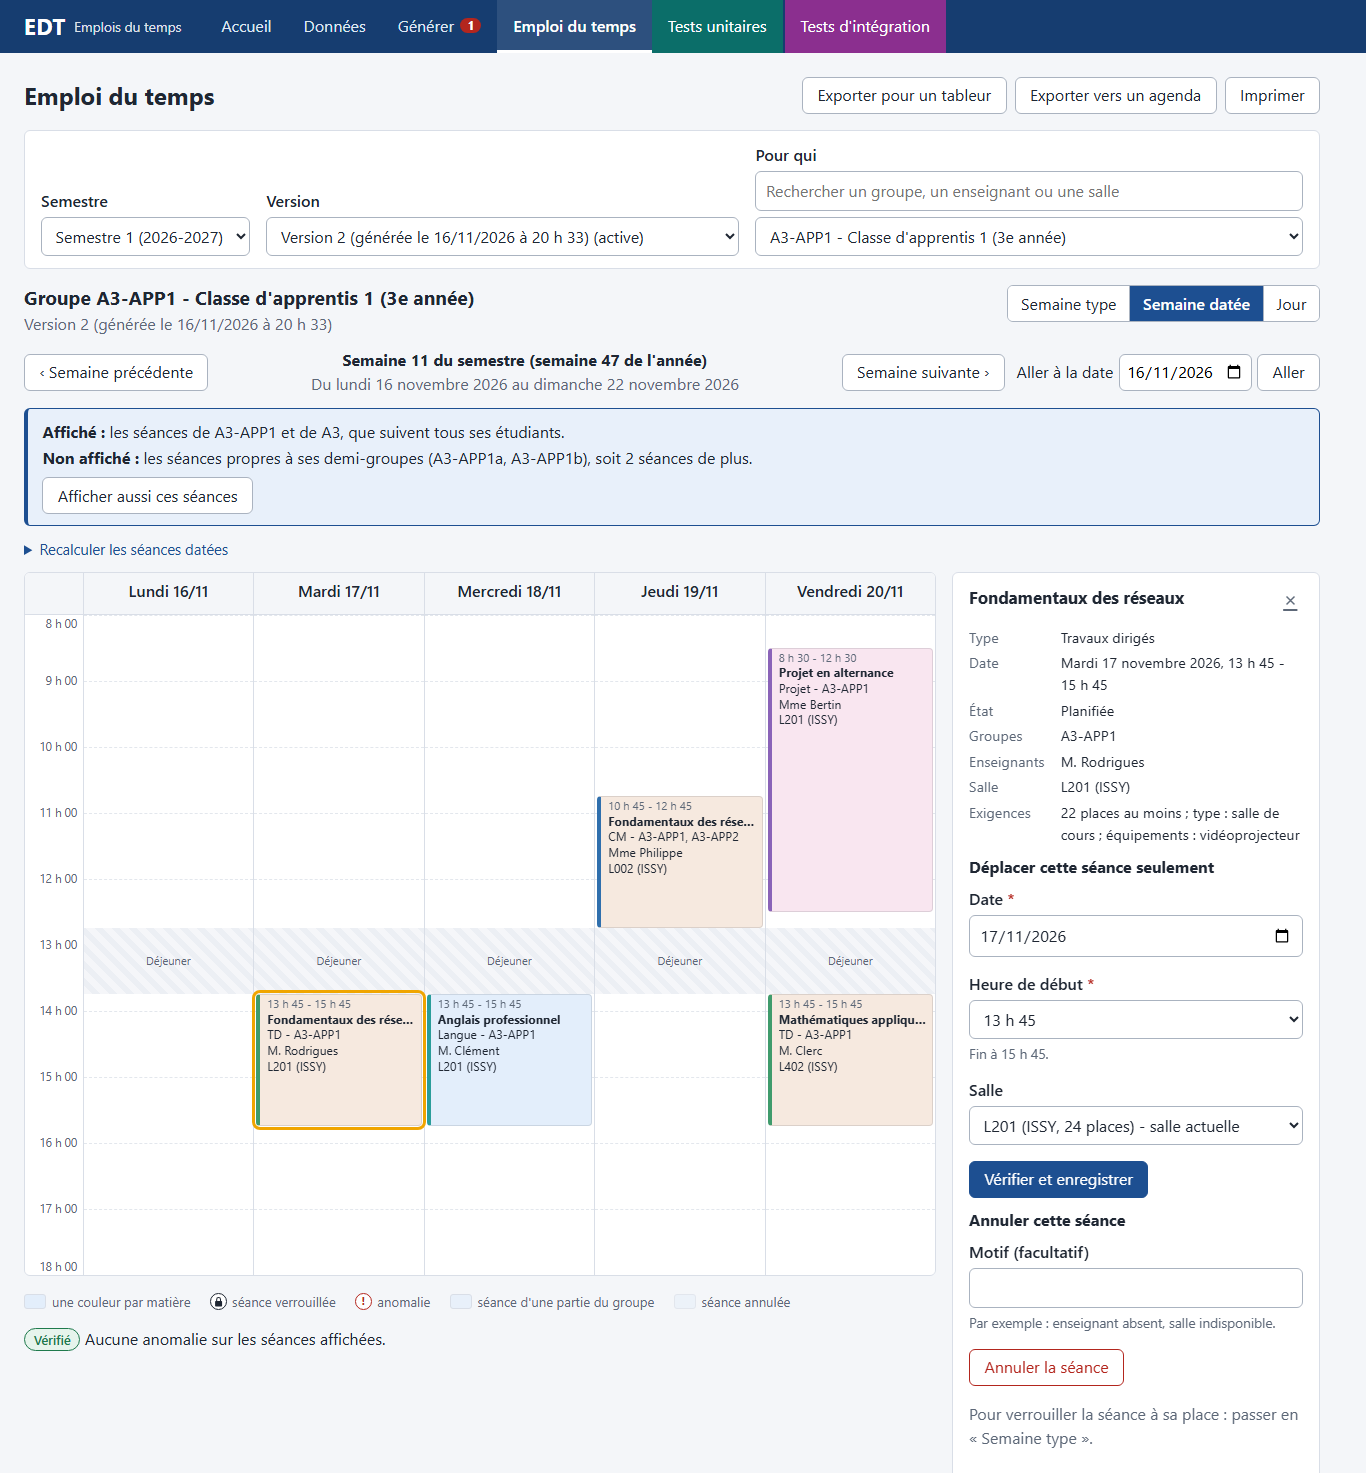 EDT Emplois du temps
Accueil
Données
Générer 1
Emploi du temps
Tests unitaires
Tests d'intégration
Emploi du temps
Exporter pour un tableur
Exporter vers un agenda
Imprimer
Semestre
Semestre 1 (2026-2027)
Version
Version 2 (générée le 16/11/2026 à 20 h 33) (active)
Pour qui
Rechercher un groupe, un enseignant ou une salle
A3-APP1 - Classe d'apprentis 1 (3e année)
Groupe A3-APP1 - Classe d'apprentis 1 (3e année)
Version 2 (générée le 16/11/2026 à 20 h 33)
Semaine type
Semaine datée
Jour
‹ Semaine précédente
Semaine 11 du semestre (semaine 47 de l'année)
Du lundi 16 novembre 2026 au dimanche 22 novembre 2026
Semaine suivante ›
Aller à la date
16/11/2026
Aller
Affiché : les séances de A3-APP1 et de A3, que suivent tous ses étudiants.
Non affiché : les séances propres à ses demi-groupes (A3-APP1a, A3-APP1b), soit 2 séances de plus.
Afficher aussi ces séances
▶ Recalculer les séances datées
Lundi 16/11
Mardi 17/11
Mercredi 18/11
Jeudi 19/11
Vendredi 20/11
8 h 00
9 h 00
10 h 00
11 h 00
12 h 00
13 h 00
14 h 00
15 h 00
16 h 00
17 h 00
18 h 00
Déjeuner
Déjeuner
Déjeuner
Déjeuner
Déjeuner
13 h 45 - 15 h 45
Fondamentaux des rése...
TD - A3-APP1
M. Rodrigues
L201 (ISSY)
13 h 45 - 15 h 45
Anglais professionnel
Langue - A3-APP1
M. Clément
L201 (ISSY)
10 h 45 - 12 h 45
Fondamentaux des rése...
CM - A3-APP1, A3-APP2
Mme Philippe
L002 (ISSY)
8 h 30 - 12 h 30
Projet en alternance
Projet - A3-APP1
Mme Bertin
L201 (ISSY)
13 h 45 - 15 h 45
Mathématiques appliqu...
TD - A3-APP1
M. Clerc
L402 (ISSY)
une couleur par matière
séance verrouillée
! anomalie
séance d'une partie du groupe
séance annulée
Vérifié Aucune anomalie sur les séances affichées.
Fondamentaux des réseaux
×
Type Travaux dirigés
Date Mardi 17 novembre 2026, 13 h 45 -
15 h 45
État Planifiée
Groupes A3-APP1
Enseignants M. Rodrigues
Salle L201 (ISSY)
Exigences 22 places au moins ; type : salle de
cours ; équipements : vidéoprojecteur
Déplacer cette séance seulement
Date *
17/11/2026
Heure de début *
13 h 45
Fin à 15 h 45.
Salle
L201 (ISSY, 24 places) - salle actuelle
Vérifier et enregistrer
Annuler cette séance
Motif (facultatif)
Par exemple : enseignant absent, salle indisponible.
Annuler la séance
Pour verrouiller la séance à sa place : passer en
« Semaine type ».